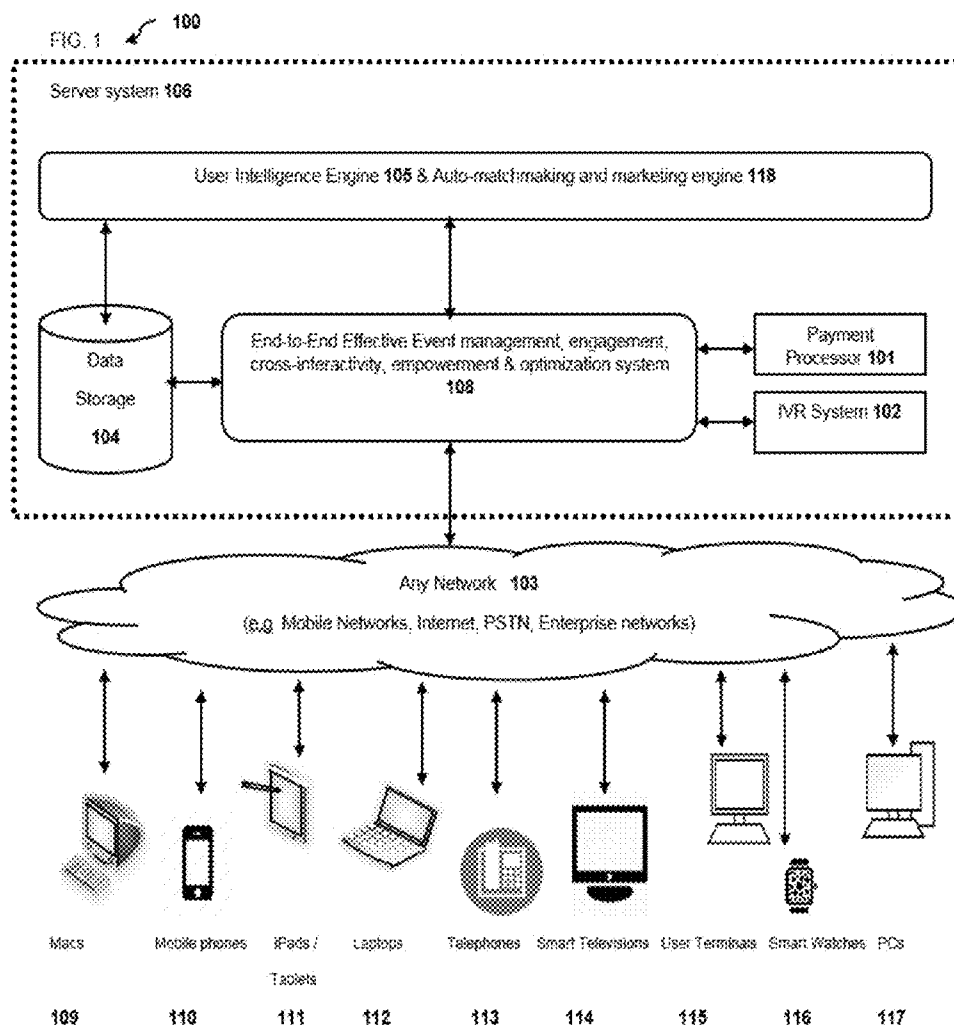 FIG. 1 100
Server system 106
User Intelligence Engine 105 & Auto-matchmaking and marketing engine 118
Data
Storage
104
End-to-End Effective Event management, engagement,
cross-interactivity, empowerment & optimization system
108
Payment
Processor 101
IVR System 102
Any Network 103
(e.g. Mobile Networks, Internet, PSTN, Enterprise networks)
Macs Mobile phones iPads / Laptops Telephones Smart Televisions User Terminals Smart Watches PCs
Tablets
109 110 111 112 113 114 115 116 117